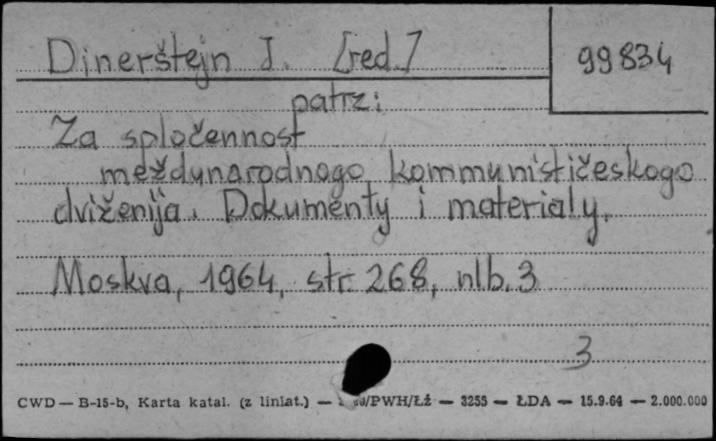 Dinerštejn I. [red.]
99834
patrz:
Za spločennost
meždunarodnogo kommunističeskogo
dviženija. Dokumenty i materialy.
Moskva, 1964, str. 268, nlb. 3
3
CWD — B-15-b, Karta katal. (z liniat.) — /PWH/Łź — 3255 — ŁDA — 15.9.64 — 2.000.000